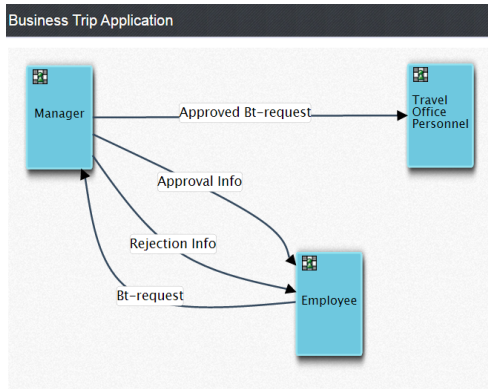 Business Trip Application
Manager
Travel
Office
Personnel
Approved Bt-request
Approval Info
Rejection Info
Bt-request
Employee